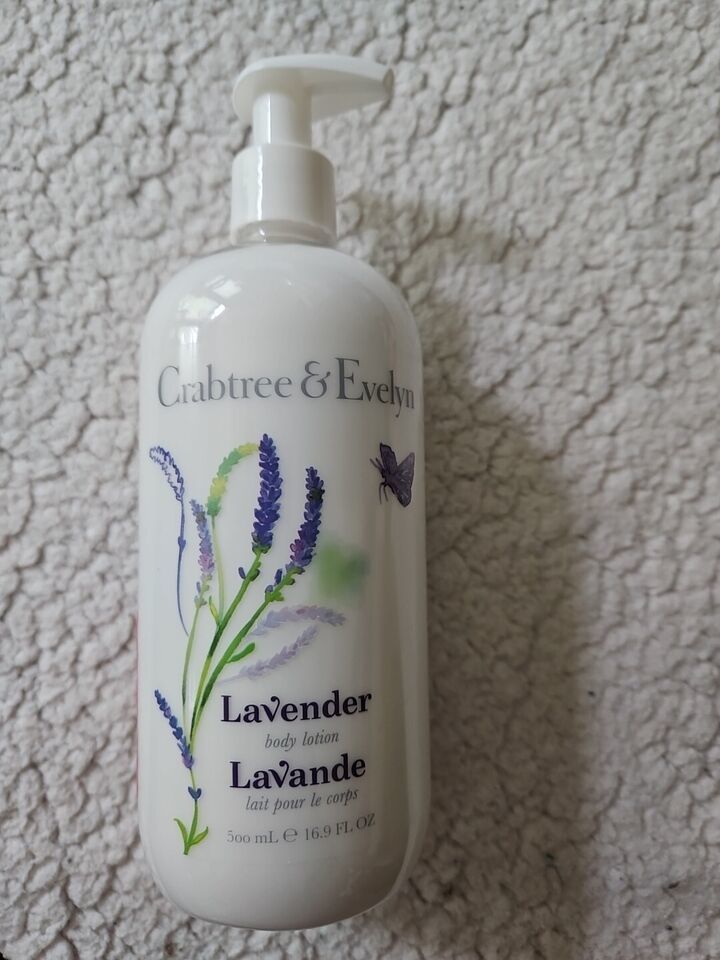 Crabtree & Evelyn
Lavender
body lotion
Lavande
lait pour le corps
500 mL ℮ 16.9 FL OZ